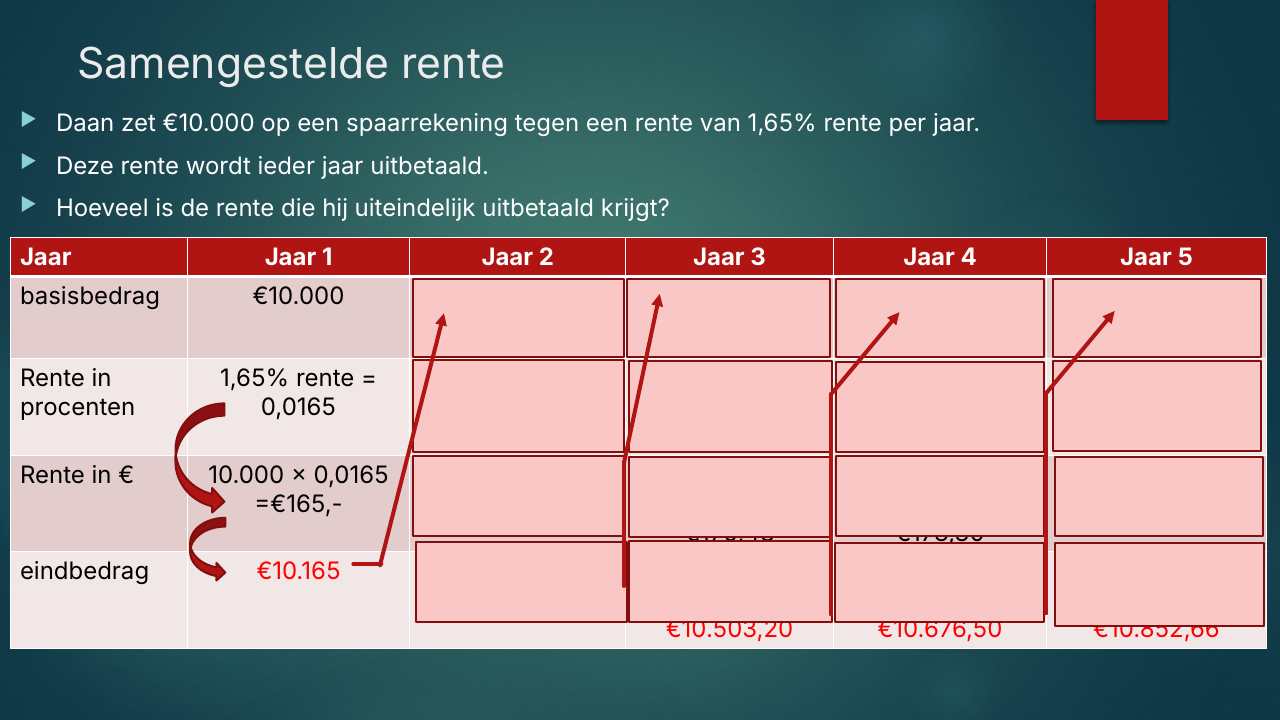 Samengestelde rente
Daan zet €10.000 op een spaarrekening tegen een rente van 1,65% rente per jaar.
Deze rente wordt ieder jaar uitbetaald.
Hoeveel is de rente die hij uiteindelijk uitbetaald krijgt?
Jaar Jaar 1 Jaar 2 Jaar 3 Jaar 4 Jaar 5
basisbedrag €10.000
Rente in 1,65% rente =
procenten 0,0165
Rente in € 10.000 × 0,0165
=€165,-
eindbedrag €10.165
€10.503,20 €10.676,50 €10.852,66